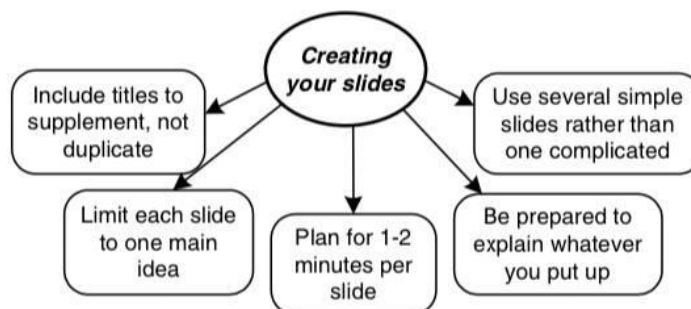 Creating
your slides
Include titles to
supplement, not
duplicate
Use several simple
slides rather than
one complicated
Limit each slide
to one main
idea
Plan for 1-2
minutes per
slide
Be prepared to
explain whatever
you put up